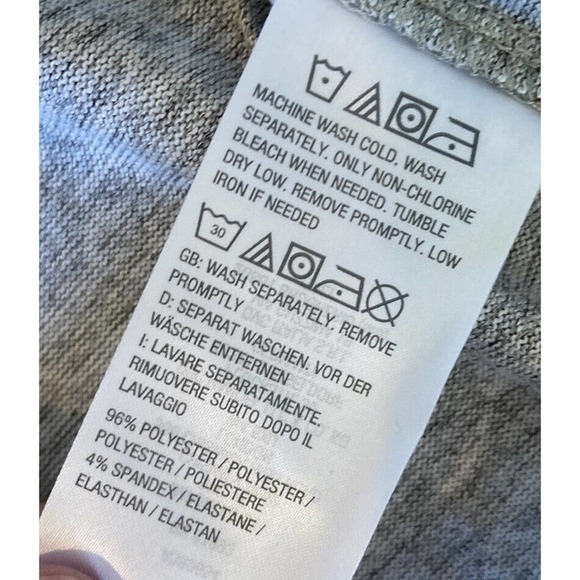 MACHINE WASH COLD. WASH
SEPARATELY. ONLY NON-CHLORINE
BLEACH WHEN NEEDED. TUMBLE
DRY LOW. REMOVE PROMPTLY. LOW
IRON IF NEEDED
30
GB: WASH SEPARATELY. REMOVE
PROMPTLY
D: SEPARAT WASCHEN. VOR DER
WÄSCHE ENTFERNEN
I: LAVARE SEPARATAMENTE.
RIMUOVERE SUBITO DOPO IL
LAVAGGIO
96% POLYESTER / POLYESTER /
POLYESTER / POLIESTERE
4% SPANDEX / ELASTANE /
ELASTHAN / ELASTAN